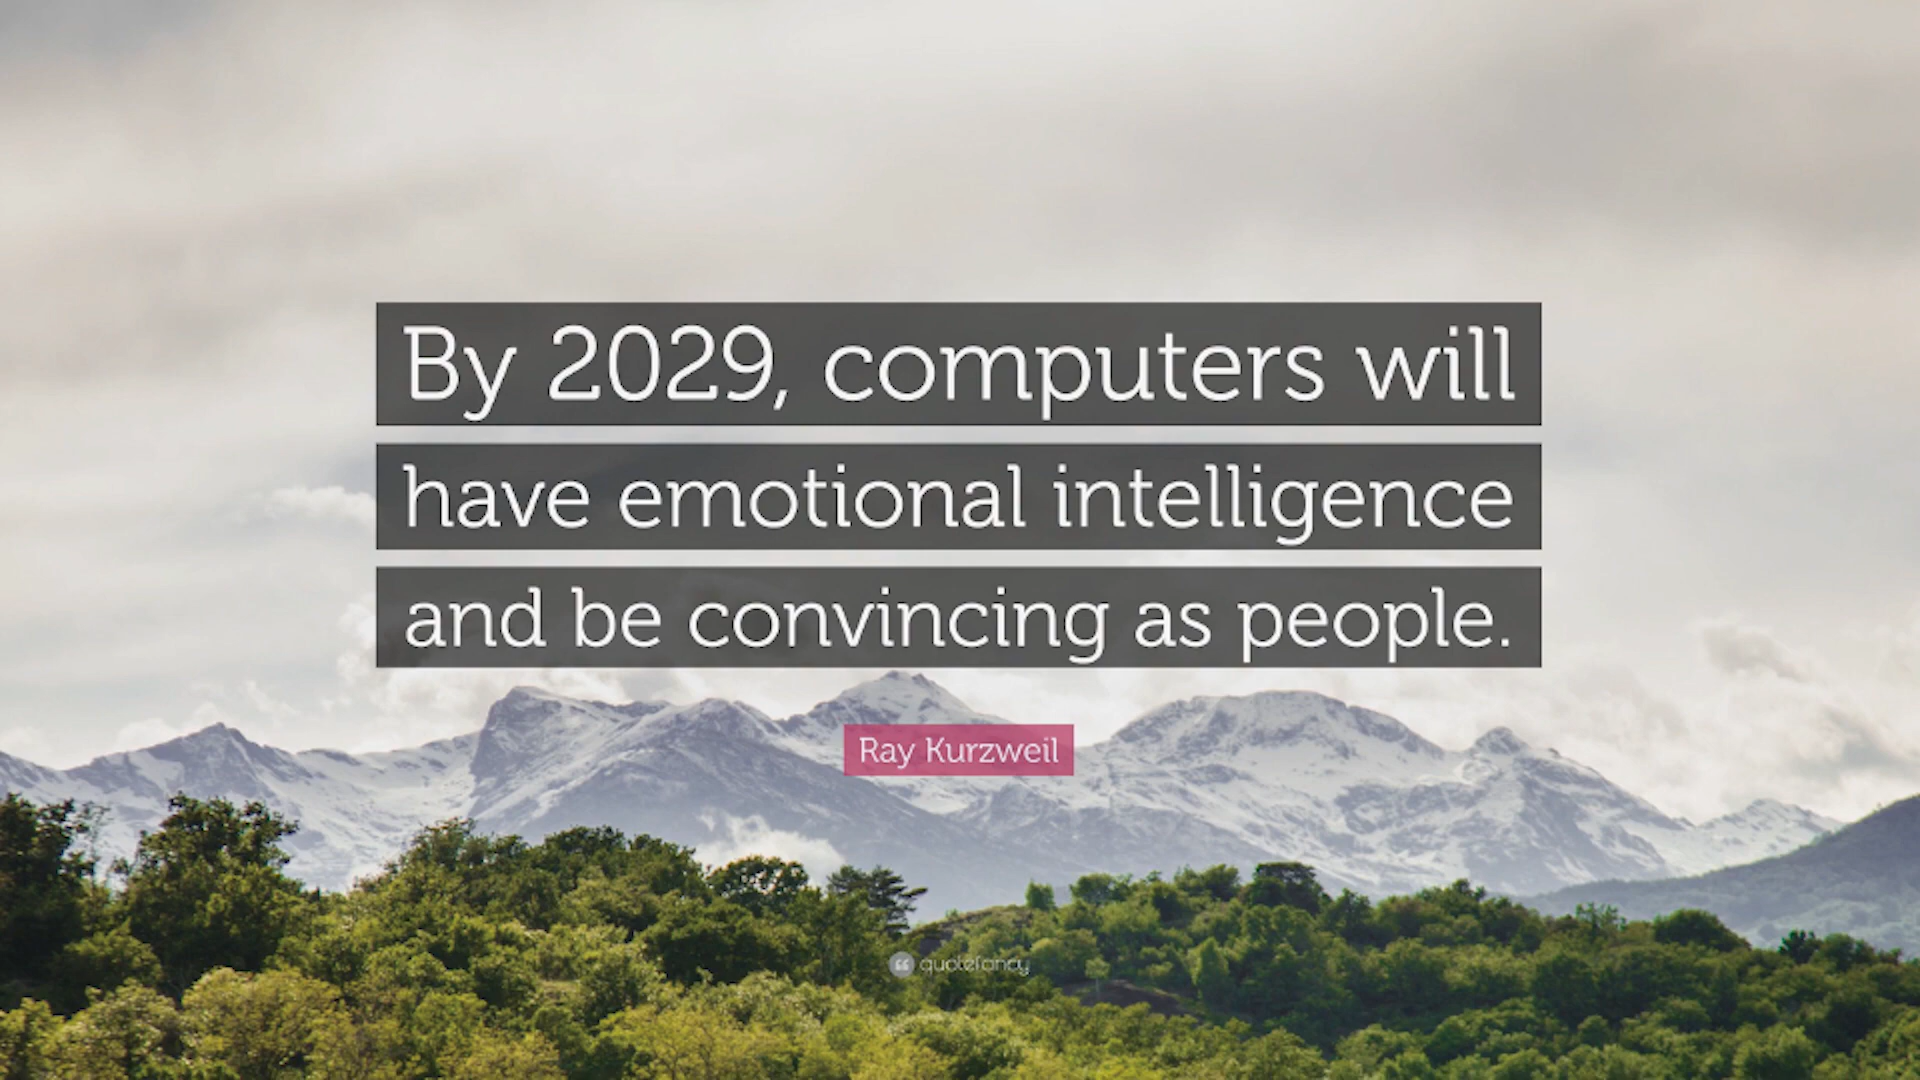 By 2029, computers will
have emotional intelligence
and be convincing as people.
Ray Kurzweil
quotefancy